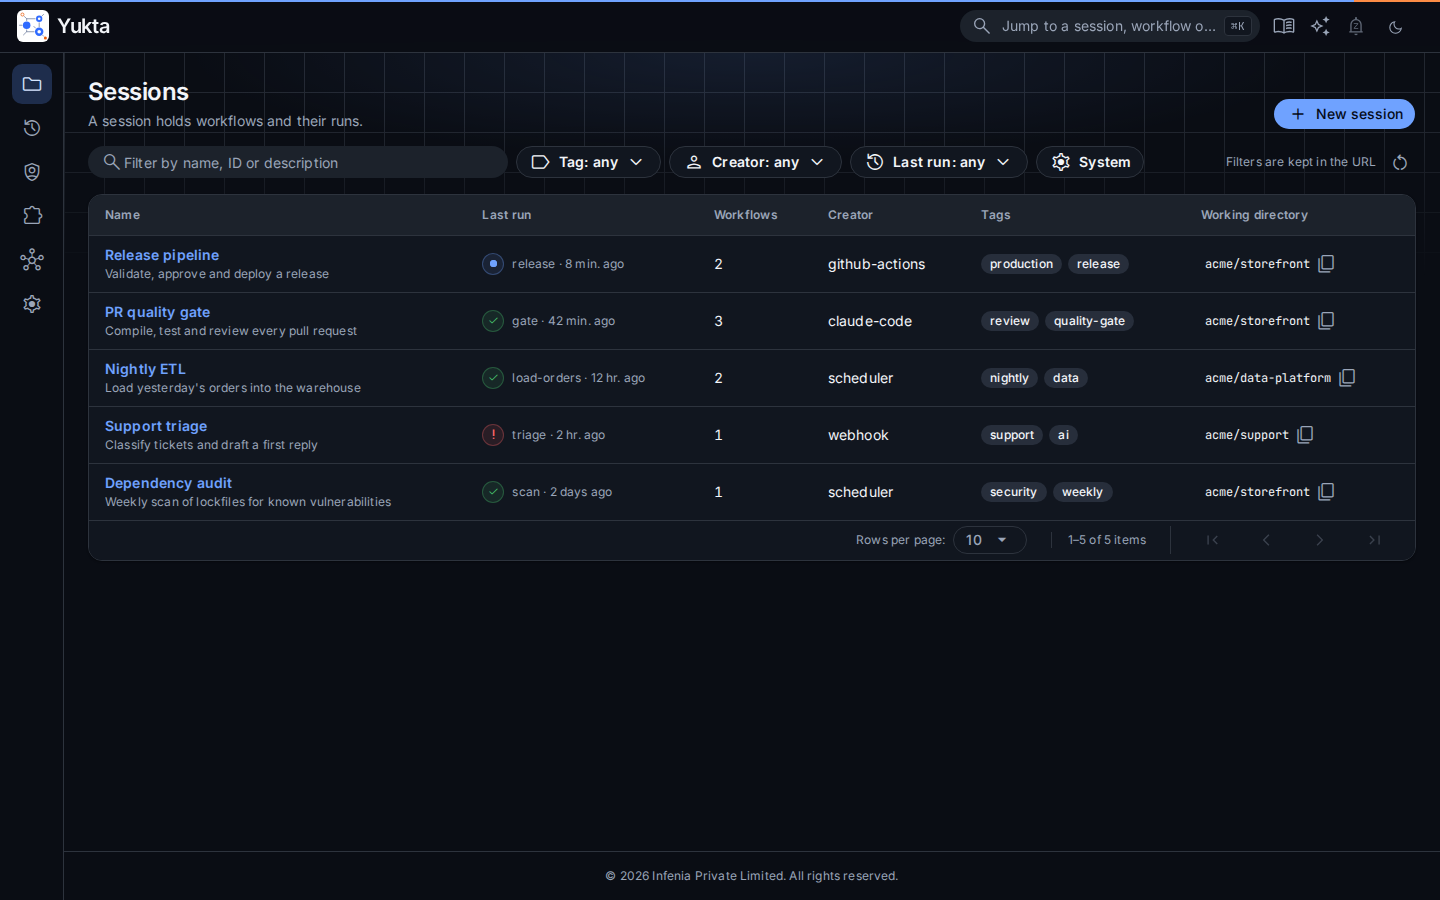 Yukta
Jump to a session, workflow o... ⌘K
Sessions
A session holds workflows and their runs.
New session
Filter by name, ID or description
Tag: any
Creator: any
Last run: any
System
Filters are kept in the URL
Name Last run Workflows Creator Tags Working directory
Release pipeline
Validate, approve and deploy a release
release · 8 min. ago 2 github-actions production release acme/storefront
PR quality gate
Compile, test and review every pull request
gate · 42 min. ago 3 claude-code review quality-gate acme/storefront
Nightly ETL
Load yesterday's orders into the warehouse
load-orders · 12 hr. ago 2 scheduler nightly data acme/data-platform
Support triage
Classify tickets and draft a first reply
triage · 2 hr. ago 1 webhook support ai acme/support
Dependency audit
Weekly scan of lockfiles for known vulnerabilities
scan · 2 days ago 1 scheduler security weekly acme/storefront
Rows per page: 10 1–5 of 5 items
© 2026 Infenia Private Limited. All rights reserved.